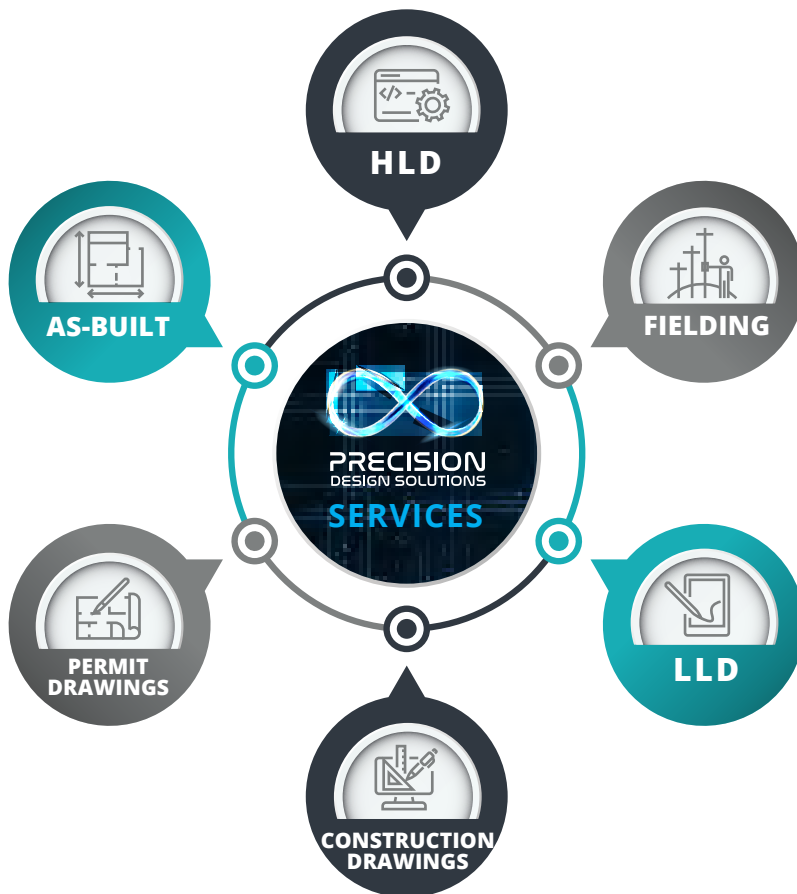 HLD
AS-BUILT
FIELDING
PRECISION
DESIGN SOLUTIONS
SERVICES
PERMIT
DRAWINGS
LLD
CONSTRUCTION
DRAWINGS